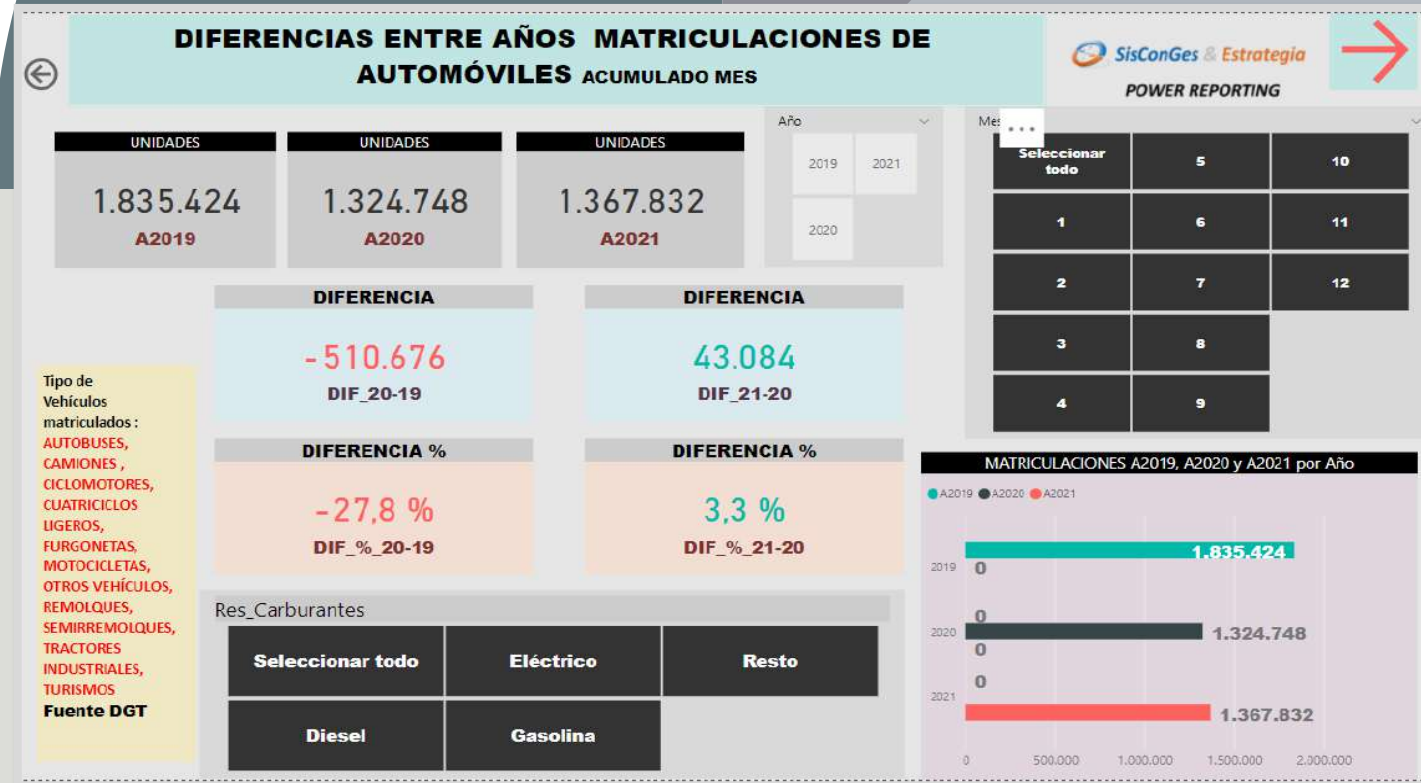 DIFERENCIAS ENTRE AÑOS MATRICULACIONES DE
AUTOMÓVILES ACUMULADO MES
SisConGes & Estrategia
POWER REPORTING
UNIDADES
1.835.424
A2019
UNIDADES
1.324.748
A2020
UNIDADES
1.367.832
A2021
Año
2019 2021
2020
Mes
Seleccionar
todo
5
10
1
6
11
2
7
12
3
8
4
9
DIFERENCIA
-510.676
DIF_20-19
DIFERENCIA
43.084
DIF_21-20
DIFERENCIA %
-27,8 %
DIF_%_20-19
DIFERENCIA %
3,3 %
DIF_%_21-20
Tipo de
Vehículos
matriculados :
AUTOBUSES,
CAMIONES ,
CICLOMOTORES,
CUATRICICLOS
LIGEROS,
FURGONETAS,
MOTOCICLETAS,
OTROS VEHÍCULOS,
REMOLQUES,
SEMIRREMOLQUES,
TRACTORES
INDUSTRIALES,
TURISMOS
Fuente DGT
Res_Carburantes
Seleccionar todo
Eléctrico
Resto
Diesel
Gasolina
MATRICULACIONES A2019, A2020 y A2021 por Año
A2019 A2020 A2021
1.835.424
2019 0
0
2020 1.324.748
0
0
2021
1.367.832
0 500.000 1.000.000 1.500.000 2.000.000